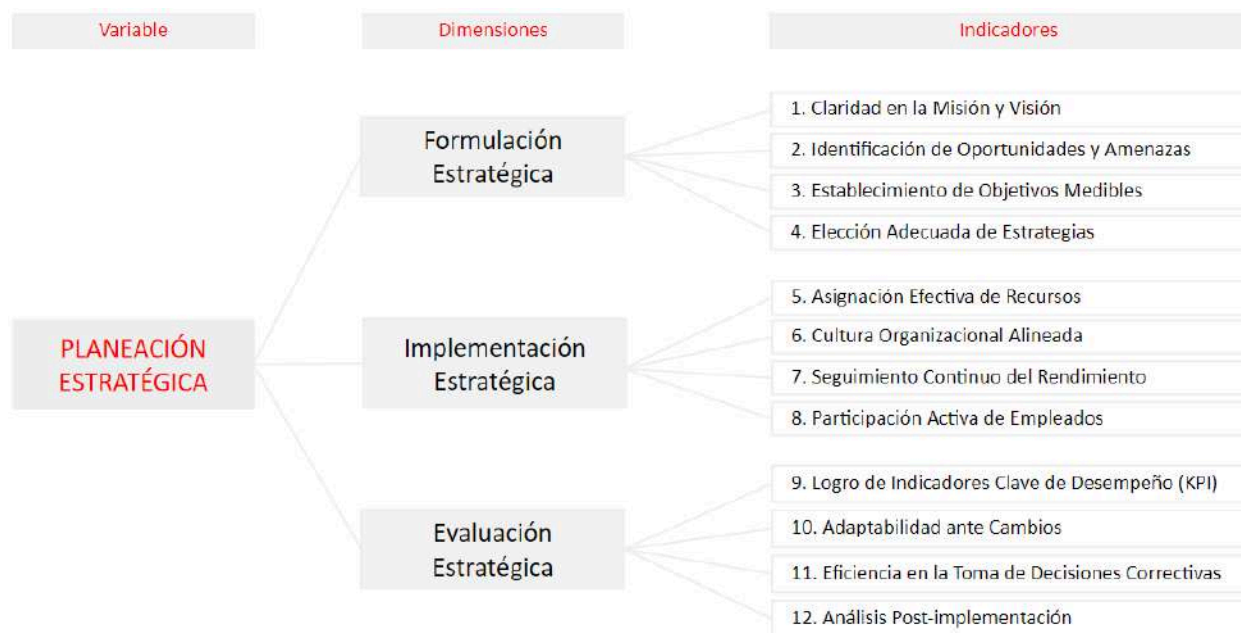 Variable
Dimensiones
Indicadores
Formulación
Estratégica
1. Claridad en la Misión y Visión
2. Identificación de Oportunidades y Amenazas
3. Establecimiento de Objetivos Medibles
4. Elección Adecuada de Estrategias
PLANEACIÓN
ESTRATÉGICA
Implementación
Estratégica
5. Asignación Efectiva de Recursos
6. Cultura Organizacional Alineada
7. Seguimiento Continuo del Rendimiento
8. Participación Activa de Empleados
Evaluación
Estratégica
9. Logro de Indicadores Clave de Desempeño (KPI)
10. Adaptabilidad ante Cambios
11. Eficiencia en la Toma de Decisiones Correctivas
12. Análisis Post-implementación